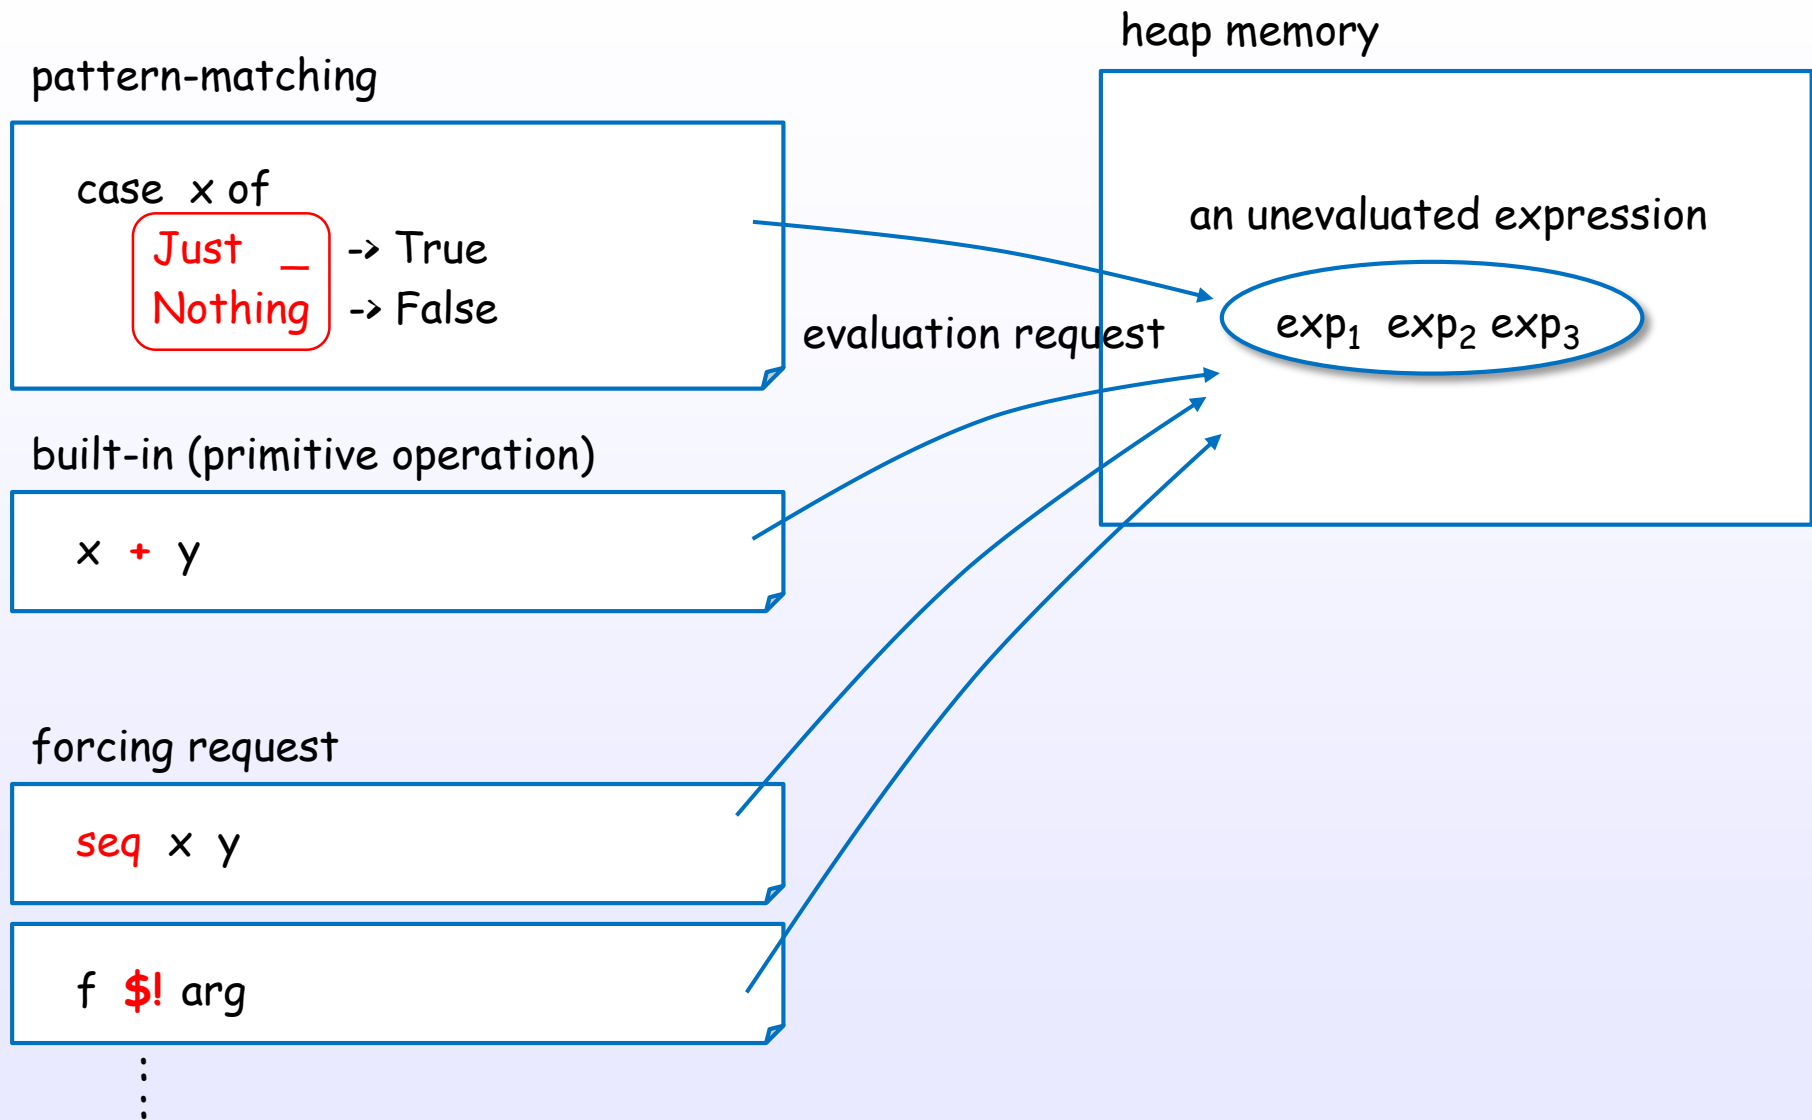 heap memory
pattern-matching
case x of
Just _ -> True
Nothing -> False
an unevaluated expression
exp₁ exp₂ exp₃
evaluation request
built-in (primitive operation)
x + y
forcing request
seq x y
f $! arg